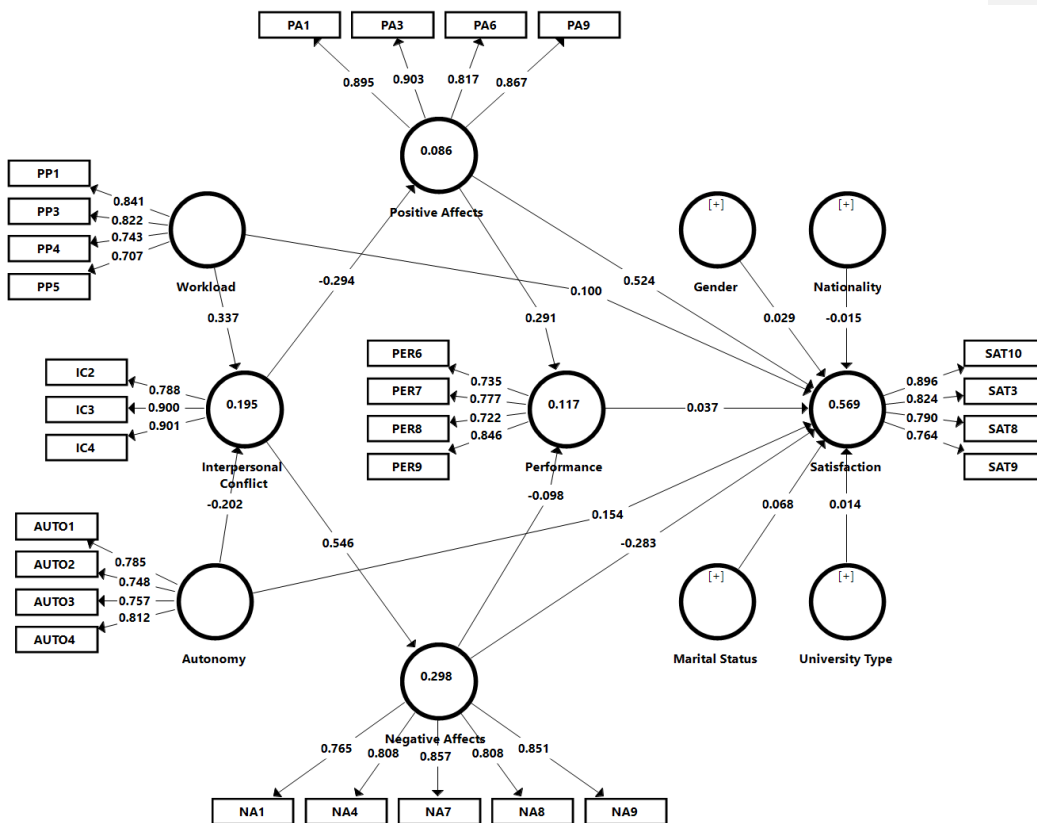 PA1 PA3 PA6 PA9
0.895 0.903 0.817 0.867
0.086
Positive Affects
PP1
PP3
PP4
PP5
0.841
0.822
0.743
0.707
Workload
[+]
Gender
[+]
Nationality
-0.294
0.524
0.100
0.337
0.291
0.029
-0.015
IC2
IC3
IC4
0.788
0.900
0.901
0.195
Interpersonal
Conflict
PER6
PER7
PER8
PER9
0.735
0.777
0.722
0.846
0.117
Performance
0.037
0.569
Satisfaction
0.896
0.824
0.790
0.764
SAT10
SAT3
SAT8
SAT9
-0.202
-0.098
0.154
0.546
-0.283
0.068
0.014
AUTO1
AUTO2
AUTO3
AUTO4
0.785
0.748
0.757
0.812
Autonomy
[+]
Marital Status
[+]
University Type
0.298
Negative Affects
0.765 0.808 0.857 0.808 0.851
NA1 NA4 NA7 NA8 NA9